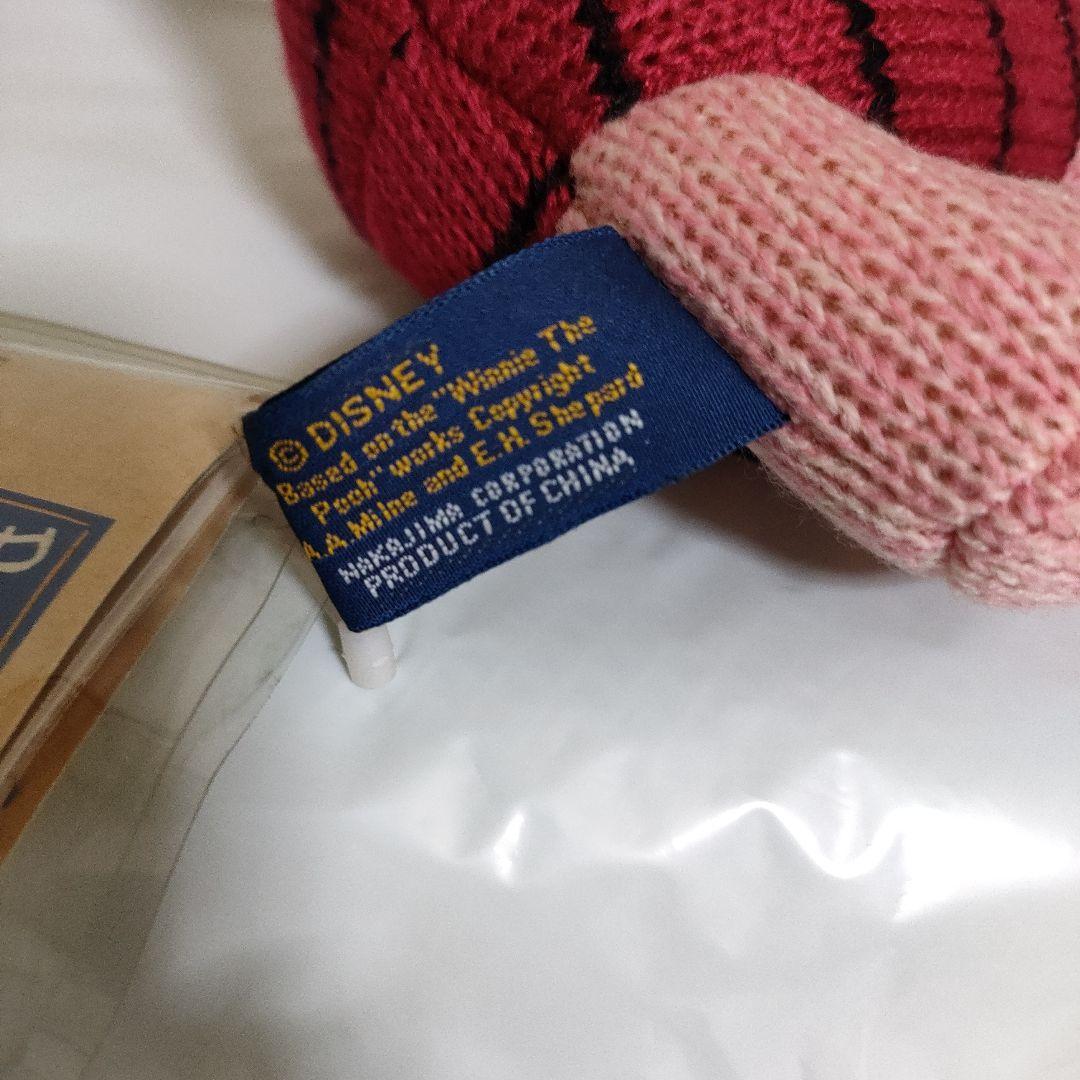 © DISNEY
Based on the "Winnie The
Pooh" works Copyright
A.A.Milne and E.H. Shepard
NAKAJIMA CORPORATION
PRODUCT OF CHINA